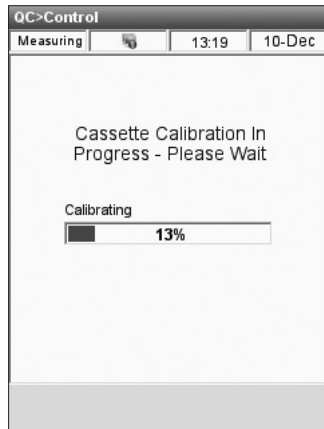 QC>Control
Measuring 13:19 10-Dec
Cassette Calibration In
Progress - Please Wait
Calibrating
13%